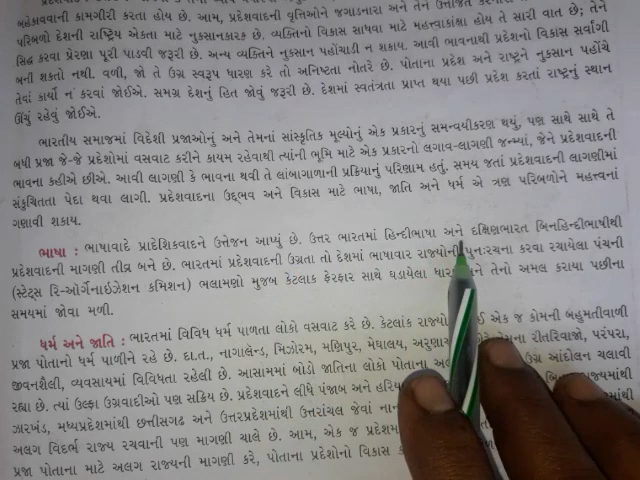 બહેકાવવાની કામગીરી કરતા હોય છે. આમ, પ્રદેશવાદની વૃત્તિઓને જગાડનારા અને તેને ઉત્તેજન
પરિબળો દેશની રાષ્ટ્રિય એકતા માટે નુકસાનકારક છે. વ્યક્તિનો વિકાસ સાધવા માટે મહત્ત્વાકાંક્ષા હોય તે સારી વાત છે; તેને
સિદ્ધ કરવા પ્રેરણા પૂરી પાડવી જરૂરી છે. અન્ય વ્યક્તિને નુકસાન પહોંચાડી ન શકાય. આવી ભાવનાથી પ્રદેશનો વિકાસ સર્વાંગી
બની શકતો નથી. વળી, જો તે ઉગ્ર સ્વરૂપ ધારણ કરે તો અનિષ્ટતા નોતરે છે. પોતાના પ્રદેશ અને રાષ્ટ્રને નુકસાન પહોંચે
તેવાં કાર્યો ન કરવાં જોઈએ. સમગ્ર દેશનું હિત જોવું જરૂરી છે. દેશમાં સ્વતંત્રતા પ્રાપ્ત થયા પછી પ્રદેશ કરતાં રાષ્ટ્રનું સ્થાન
ઊંચું રહેવું જોઈએ.
ભારતીય સમાજમાં વિદેશી પ્રજાઓનું અને તેમનાં સાંસ્કૃતિક મૂલ્યોનું એક પ્રકારનું સમન્વયીકરણ થયું, પણ સાથે સાથે તે
બધી પ્રજા જે-જે પ્રદેશોમાં વસવાટ કરીને કાયમ રહેવાથી ત્યાંની ભૂમિ માટે એક પ્રકારનો લગાવ-લાગણી જન્મ્યાં, જેને પ્રદેશવાદની
ભાવના કહીએ છીએ. આવી લાગણી કે ભાવના થવી તે લાંબાગાળાની પ્રક્રિયાનું પરિણામ હતું. સમય જતાં પ્રદેશવાદની લાગણીમાં
સંકુચિતતા પેદા થવા લાગી. પ્રદેશવાદના ઉદ્ભવ અને વિકાસ માટે ભાષા, જાતિ અને ધર્મ એ ત્રણ પરિબળોને મહત્ત્વનાં
ગણાવી શકાય.
ભાષા : ભાષાવાદે પ્રાદેશિકવાદને ઉત્તેજન આપ્યું છે. ઉત્તર ભારતમાં હિન્દીભાષા અને દક્ષિણભારત બિનહિન્દીભાષીથી
પ્રદેશવાદની માગણી તીવ્ર બને છે. ભારતમાં પ્રદેશવાદની ઉગ્રતા તો દેશમાં ભાષાવાર રાજ્યોની પુનઃરચના કરવા રચાયેલા પંચની
(સ્ટેટ્સ રિ-ઓર્ગેનાઇઝેશન કમિશન) ભલામણો મુજબ કેટલાક ફેરફાર સાથે ઘડાયેલા તેનો અમલ કરાયા પછીના
સમયમાં જોવા મળી.
ધર્મ અને જાતિ : ભારતમાં વિવિધ ધર્મ પાળતા લોકો વસવાટ કરે છે. કેટલાંક એક જ કોમની બહુમતીવાળી
પ્રજા પોતાનો ધર્મ પાળીને રહે છે. દા.ત., નાગાલૅન્ડ, મિઝોરમ, મણિપુર, મેઘાલય, રીતરિવાજો, પરંપરા,
જીવનશૈલી, વ્યવસાયમાં વિવિધતા રહેલી છે. આસામમાં બોડો જાતિના લોકો પોતાના ઉગ્ર આંદોલન ચલાવી
રહ્યા છે. ત્યાં ઉલ્ફા ઉગ્રવાદીઓ પણ સક્રિય છે. પ્રદેશવાદને લીધે પંજાબ અને
ઝારખંડ, મધ્યપ્રદેશમાંથી છત્તીસગઢ અને ઉત્તરપ્રદેશમાંથી ઉત્તરાંચલ જેવાં
અલગ વિદર્ભ રાજ્ય રચવાની પણ માગણી ચાલે છે. આમ, એક જ
પ્રજા પોતાના માટે અલગ રાજ્યની માગણી કરે, પોતાના પ્રદેશોનો વિકાસ